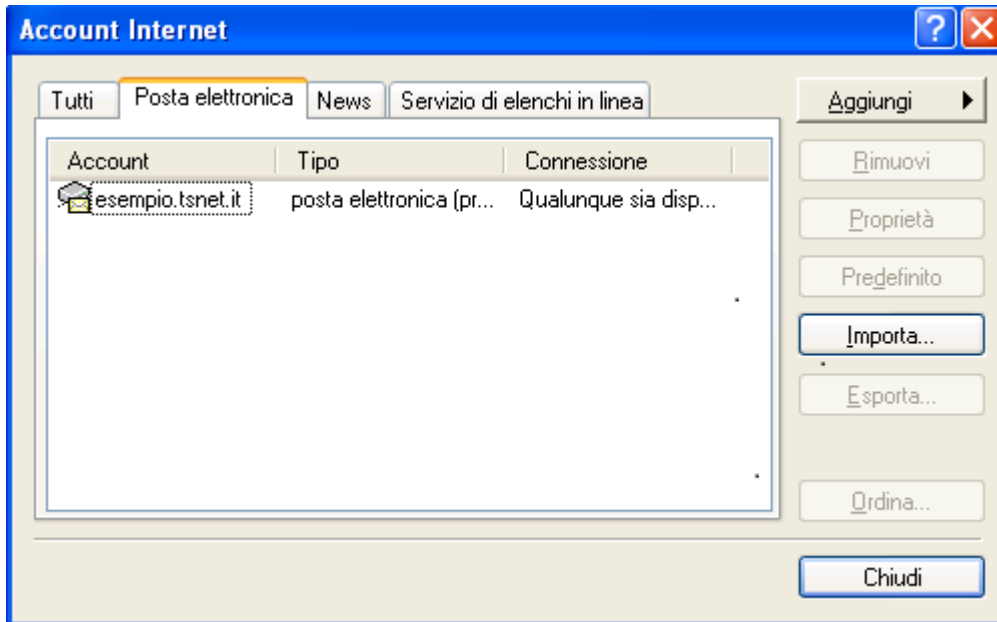 Account Internet
Tutti
Posta elettronica
News
Servizio di elenchi in linea
Aggiungi
Account Tipo Connessione
Rimuovi
esempio.tsnet.it posta elettronica (pr... Qualunque sia disp...
Proprietà
Predefinito
Importa...
Esporta...
Ordina...
Chiudi